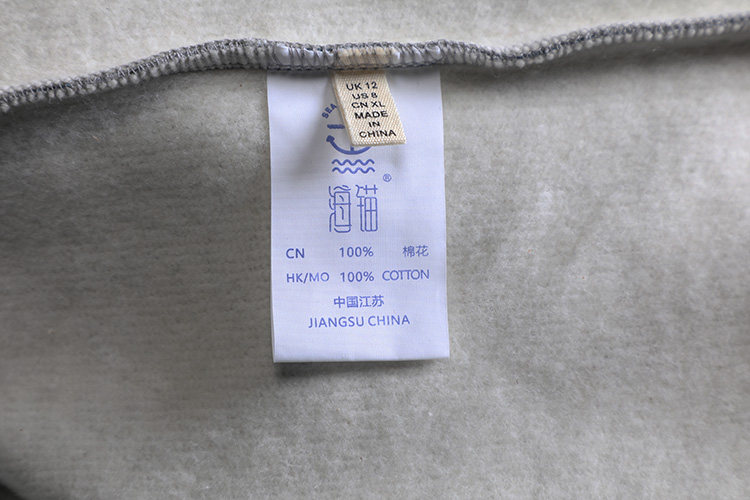 UK 12
US 8
CN XL
MADE
IN
CHINA
SEA
®
海锚
CN 100% 棉花
HK/MO 100% COTTON
中国江苏
JIANGSU CHINA